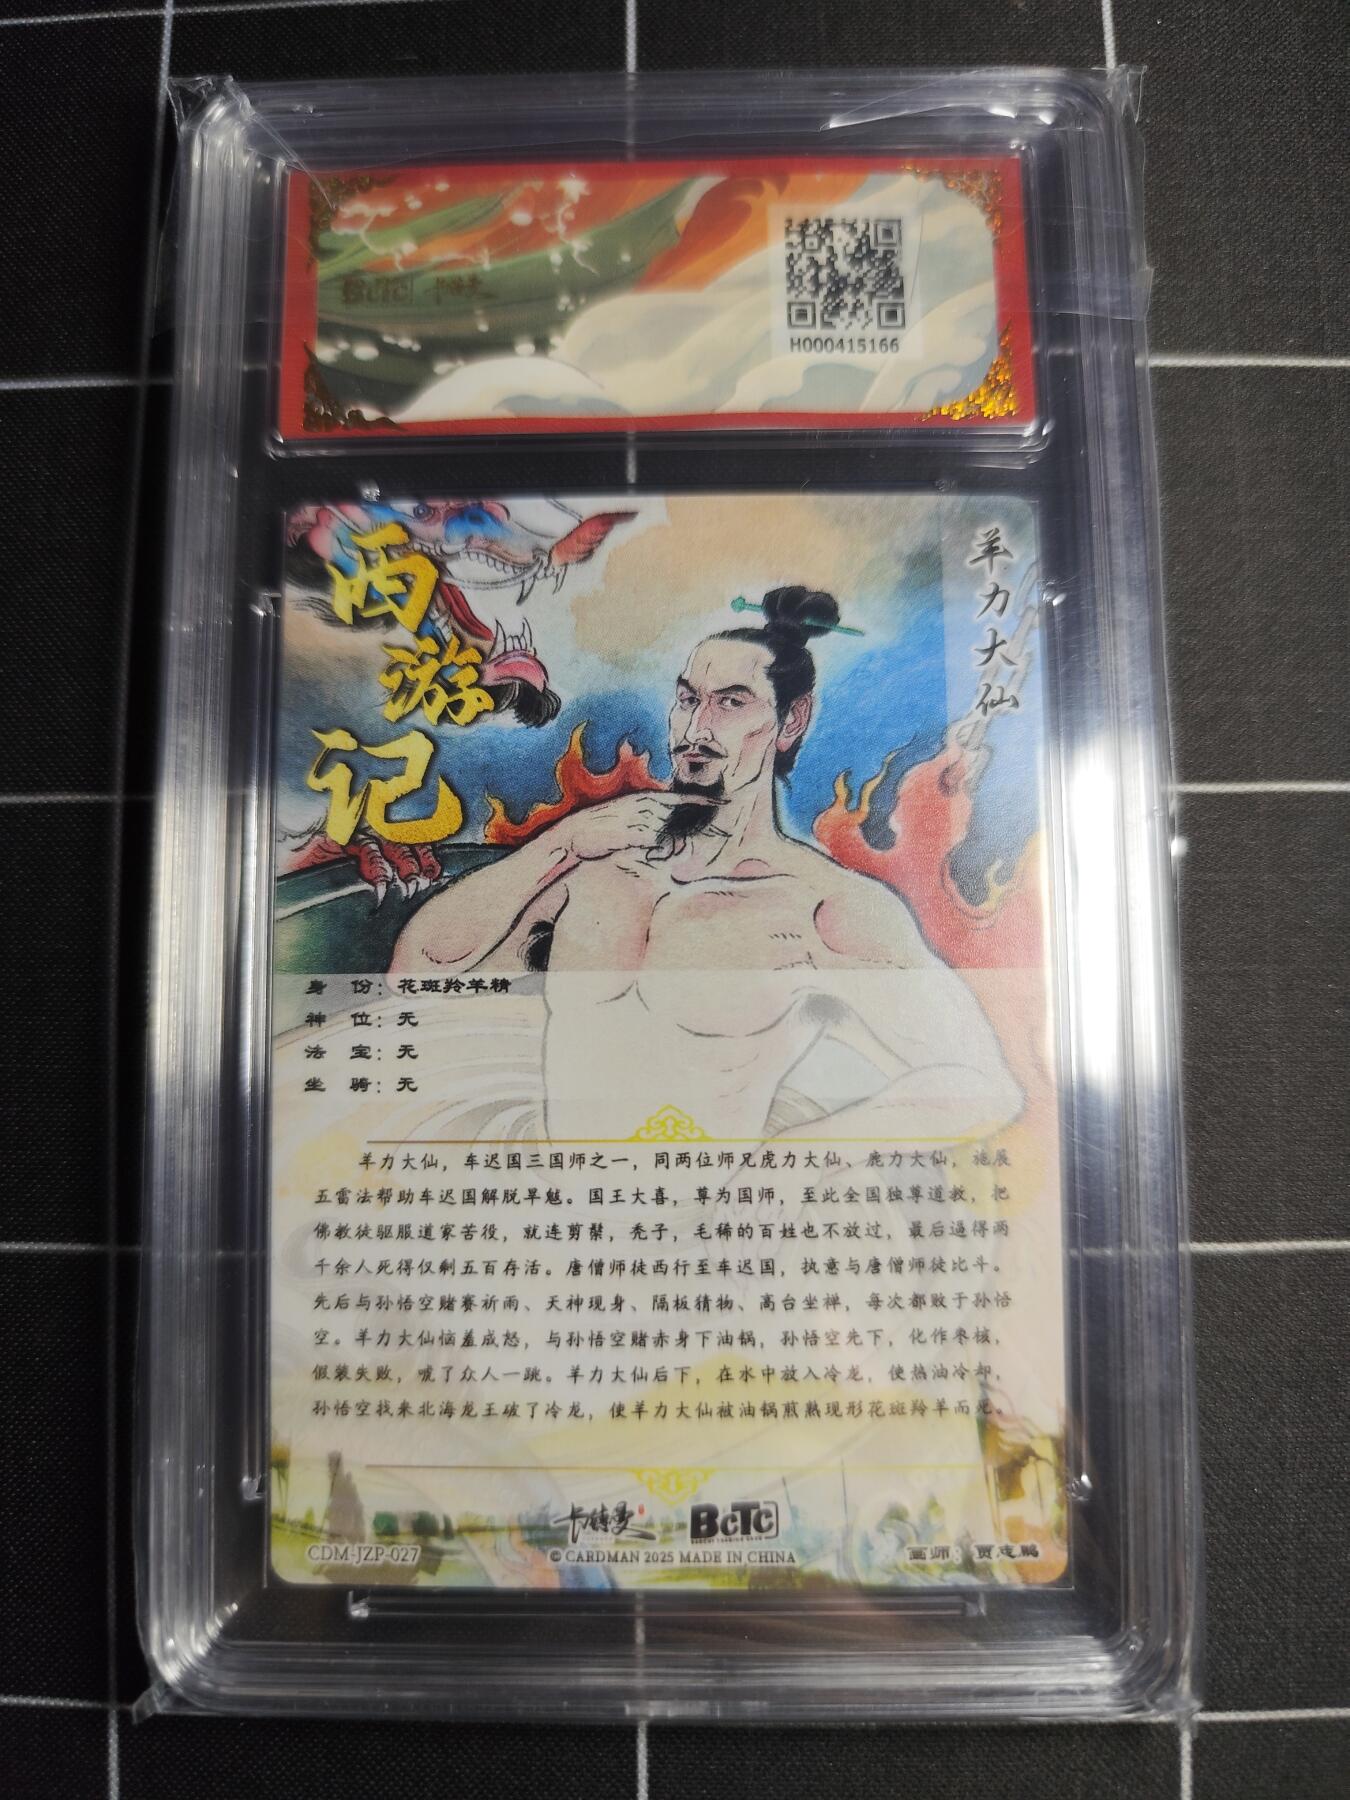 BCTC 卡特曼
H000415166
西游记
羊力大仙
身 份：花斑羚羊精
神 位：无
法 宝：无
坐 骑：无
羊力大仙，车迟国三国师之一，同两位师兄虎力大仙、鹿力大仙，施展
五雷法帮助车迟国解脱旱魃。国王大喜，尊为国师，至此全国独尊道教，把
佛教徒驱服道家苦役，就连剪鬃，秃子，毛稀的百姓也不放过，最后逼得两
千余人死得仅剩五百存活。唐僧师徒西行至车迟国，执意与唐僧师徒比斗。
先后与孙悟空赌赛祈雨、天神现身、隔板猜物、高台坐禅，每次都败于孙悟
空。羊力大仙恼羞成怒，与孙悟空赌赤身下油锅，孙悟空先下，化作枣核，
假装失败，唬了众人一跳。羊力大仙后下，在水中放入冷龙，使热油冷却，
孙悟空找来北海龙王破了冷龙，使羊力大仙被油锅煎熟现形花斑羚羊而死。
卡特曼 BCTC
CDM-JZP-027
© CARDMAN 2025 MADE IN CHINA
画师：贾志鹏